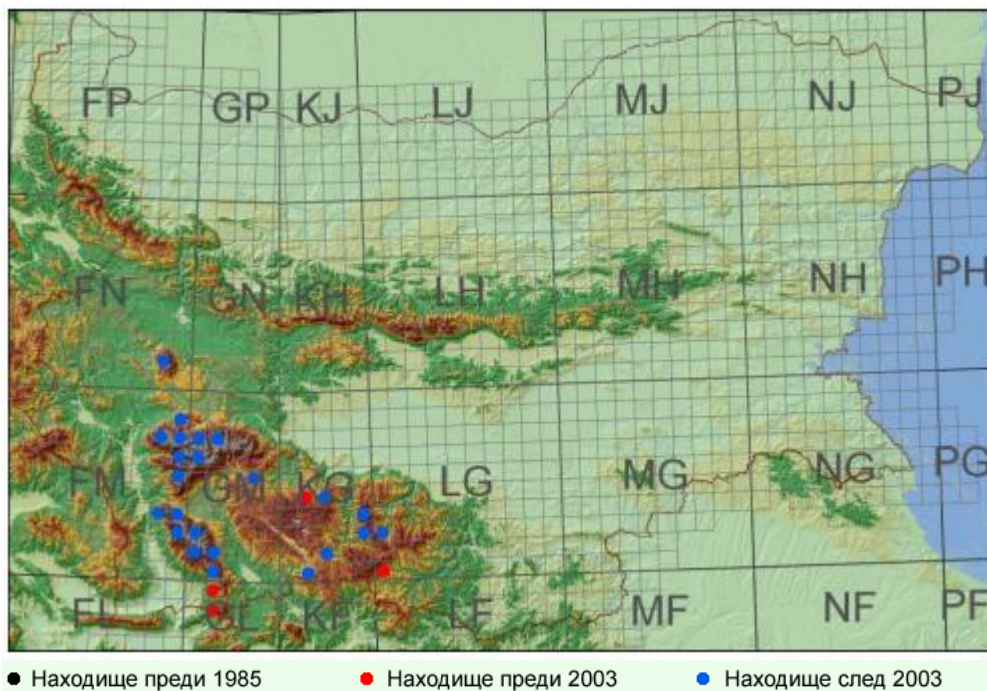 FP GP KJ LJ MJ NJ PJ
FN GN KH LH MH NH PH
FM GM KG LG MG NG PG
FL GL KF LF MF NF PF
Находище преди 1985 Находище преди 2003 Находище след 2003